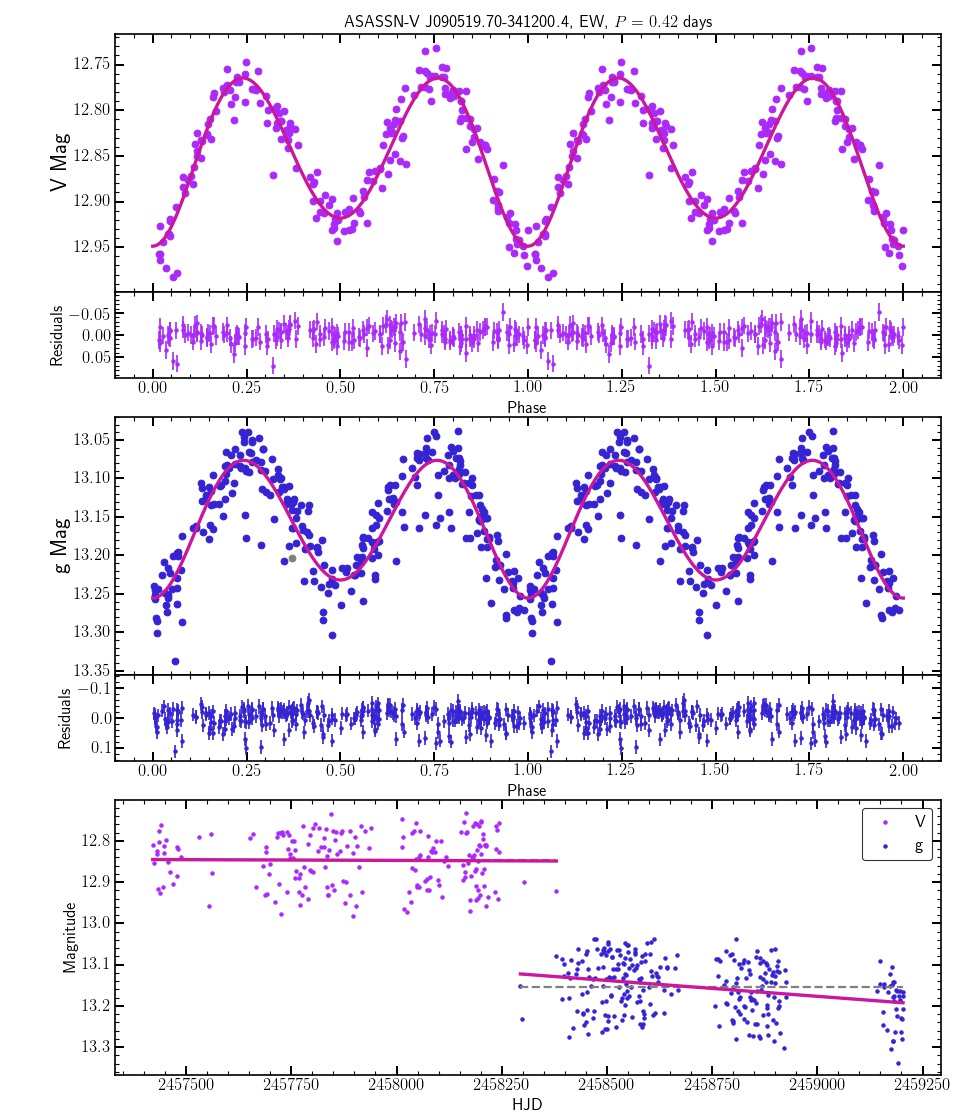 ASASSN-V J090519.70-341200.4, EW, P = 0.42 days
V Mag
12.75
12.80
12.85
12.90
12.95
Residuals
−0.05
0.00
0.05
0.00 0.25 0.50 0.75 1.00 1.25 1.50 1.75 2.00
Phase
g Mag
13.05
13.10
13.15
13.20
13.25
13.30
13.35
Residuals
−0.1
0.0
0.1
0.00 0.25 0.50 0.75 1.00 1.25 1.50 1.75 2.00
Phase
Magnitude
12.8
12.9
13.0
13.1
13.2
13.3
V
g
2457500 2457750 2458000 2458250 2458500 2458750 2459000 2459250
HJD